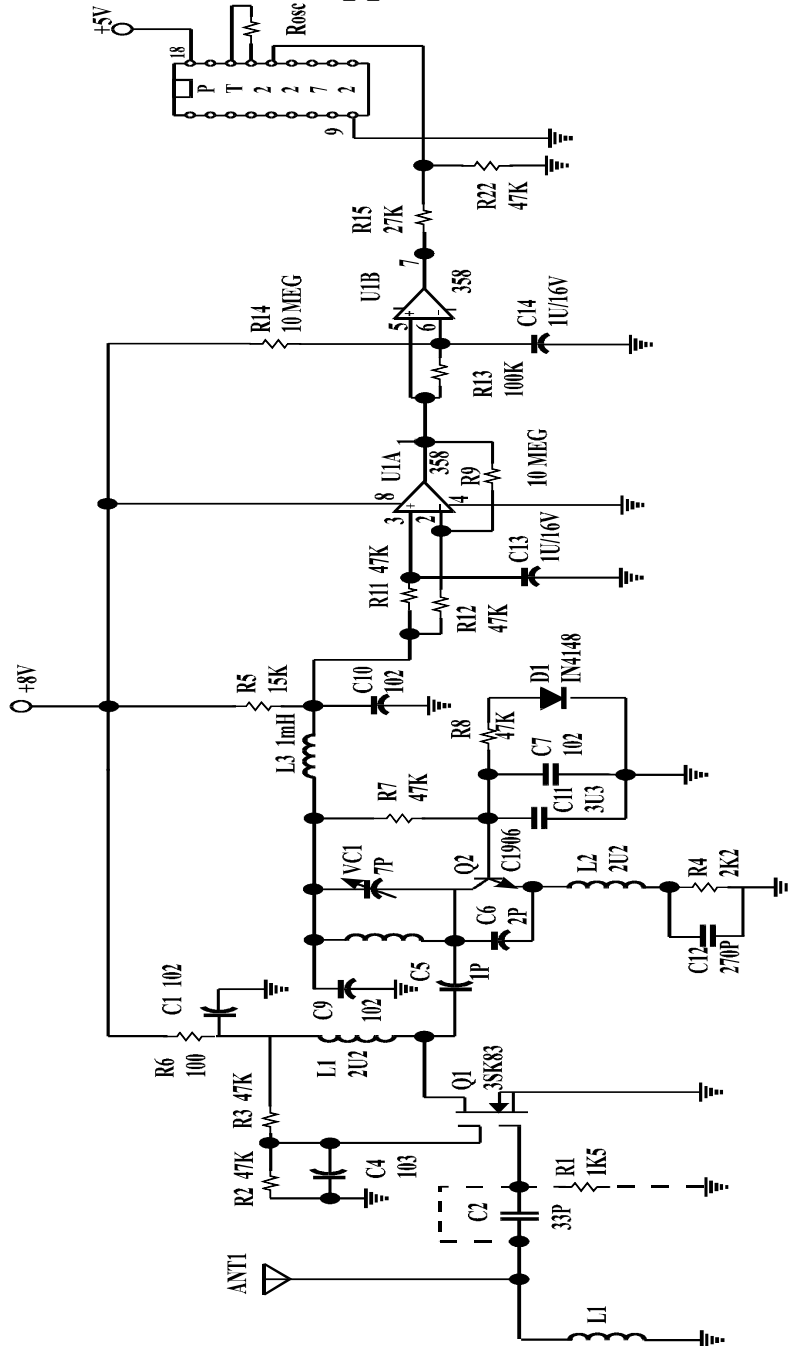 +5V
18
Rosc
P T 2 2 7 2
9
R22
47K
R15
27K
7
U1B
358
5
6
+
-
R14
10 MEG
C14
1U/16V
R13
100K
U1A
358
8
3
2
4
+
R9
10 MEG
R11 47K
C13
1U/16V
R12
47K
+8V
R5
15K
C10
102
L3 1mH
D1
IN4148
R8
47K
C7
102
C11
3U3
R7
47K
VC1
7P
Q2
C1906
L2
2U2
R4
2K2
C12
270P
C6
2P
C5
1P
C9
102
C1 102
R6
100
L1
2U2
Q1
3SK83
R3 47K
R2 47K
C4
103
R1
1K5
C2
33P
ANT1
L1